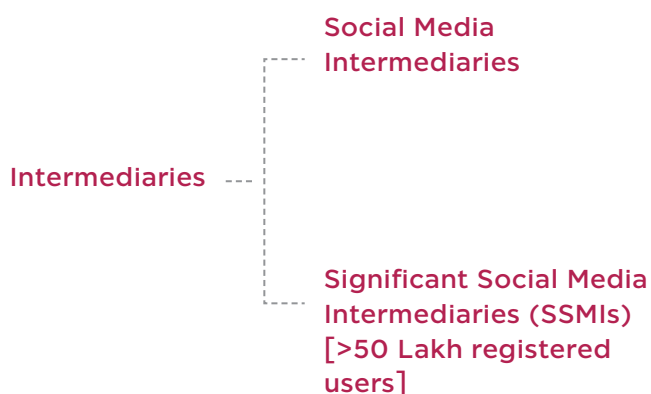 Social Media
Intermediaries
Intermediaries
Significant Social Media
Intermediaries (SSMIs)
[>50 Lakh registered
users]